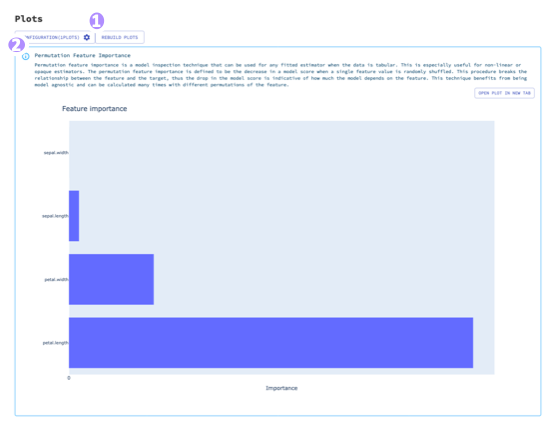 Plots
1
CONFIGURATION(1PLOTS)
REBUILD PLOTS
2
Permutation Feature Importance
Permutation feature importance is a model inspection technique that can be used for any fitted estimator when the data is tabular. This is especially useful for non-linear or
opaque estimators. The permutation feature importance is defined to be the decrease in a model score when a single feature value is randomly shuffled. This procedure breaks the
relationship between the feature and the target, thus the drop in the model score is indicative of how much the model depends on the feature. This technique benefits from being
model agnostic and can be calculated many times with different permutations of the feature.
OPEN PLOT IN NEW TAB
Feature importance
sepal.width
sepal.length
petal.width
petal.length
0
Importance